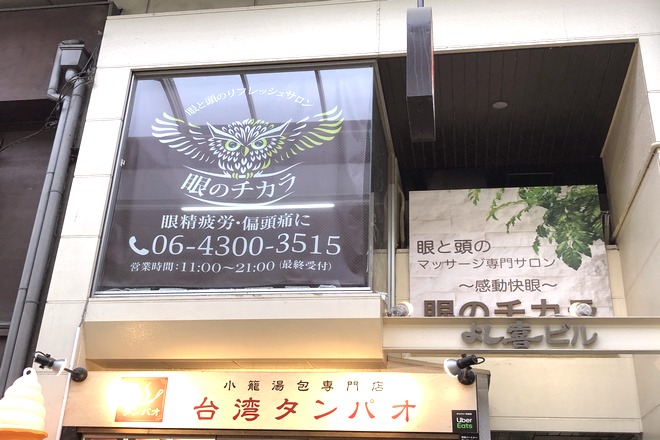 眼と頭のリフレッシュサロン
眼のチカラ
眼精疲労・偏頭痛に
06-4300-3515
営業時間：11:00〜21:00（最終受付）
眼と頭の
マッサージ専門サロン
〜感動快眠〜
眼のチカラ
よし喜ビル
小籠湯包専門店
台湾タンパオ
タンパオ
Uber
Eats